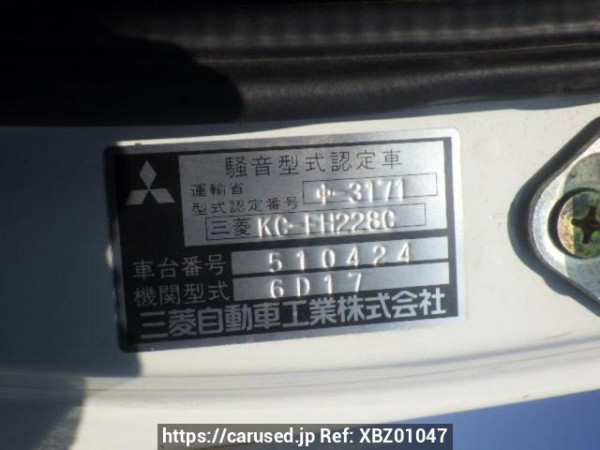 騒音型式認定車
運輸省
型式認定番号 中-3171
三菱 KC-FH228C
車台番号 510424
機関型式 6D17
三菱自動車工業株式会社
https://carused.jp Ref: XBZ01047